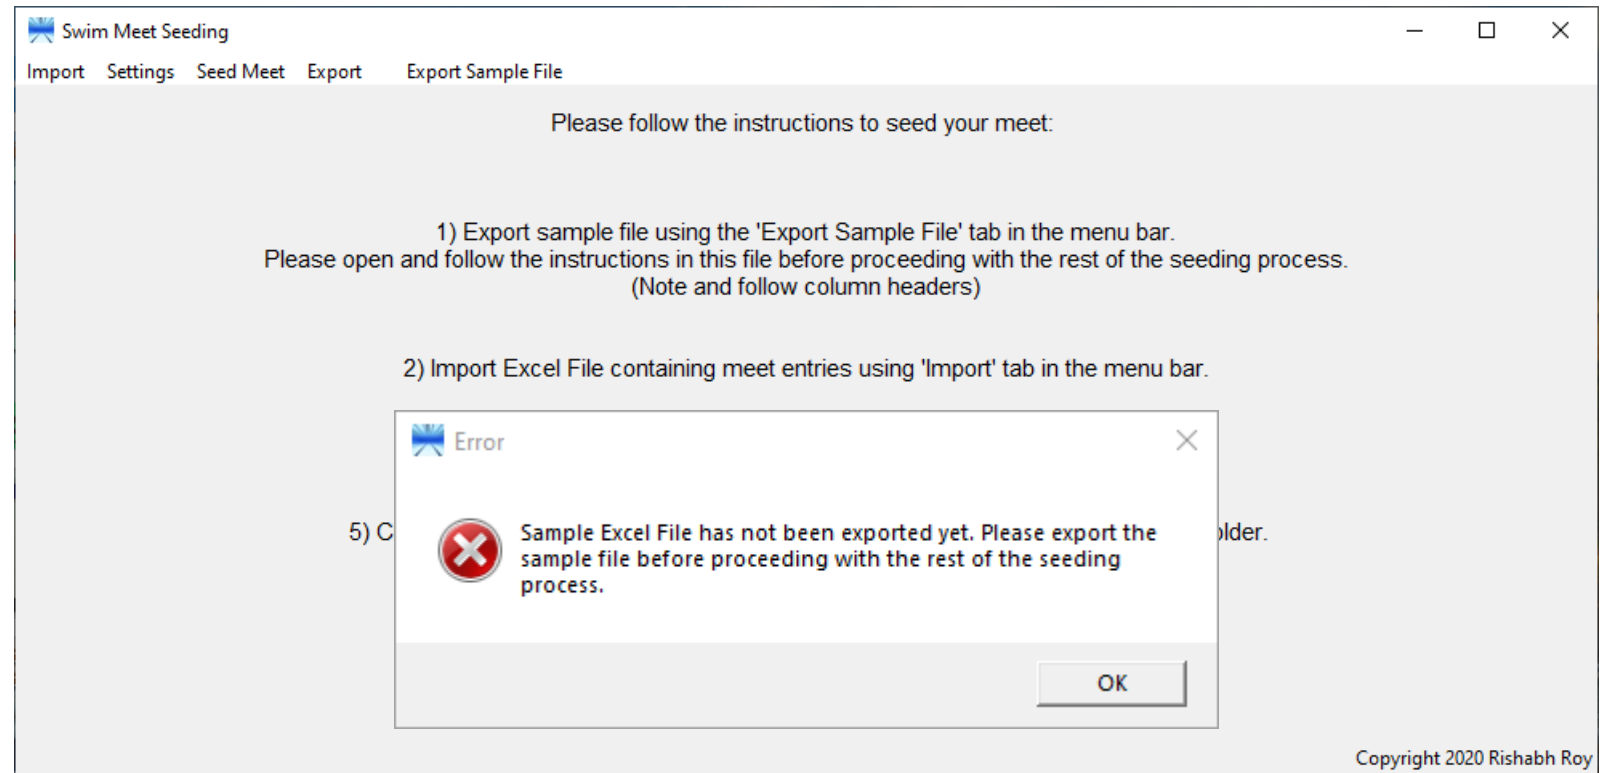 Swim Meet Seeding
Import Settings Seed Meet Export Export Sample File
Please follow the instructions to seed your meet:
1) Export sample file using the 'Export Sample File' tab in the menu bar.
Please open and follow the instructions in this file before proceeding with the rest of the seeding process.
(Note and follow column headers)
2) Import Excel File containing meet entries using 'Import' tab in the menu bar.
Error
Sample Excel File has not been exported yet. Please export the
sample file before proceeding with the rest of the seeding
process.
OK
5) C
older.
Copyright 2020 Rishabh Roy